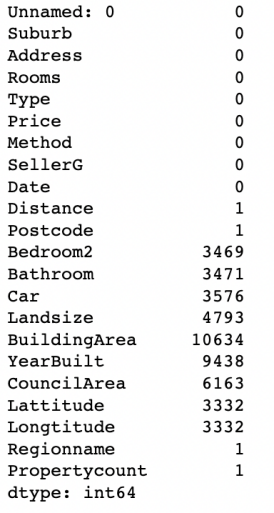 Unnamed: 0 0
Suburb 0
Address 0
Rooms 0
Type 0
Price 0
Method 0
SellerG 0
Date 0
Distance 1
Postcode 1
Bedroom2 3469
Bathroom 3471
Car 3576
Landsize 4793
BuildingArea 10634
YearBuilt 9438
CouncilArea 6163
Lattitude 3332
Longtitude 3332
Regionname 1
Propertycount 1
dtype: int64